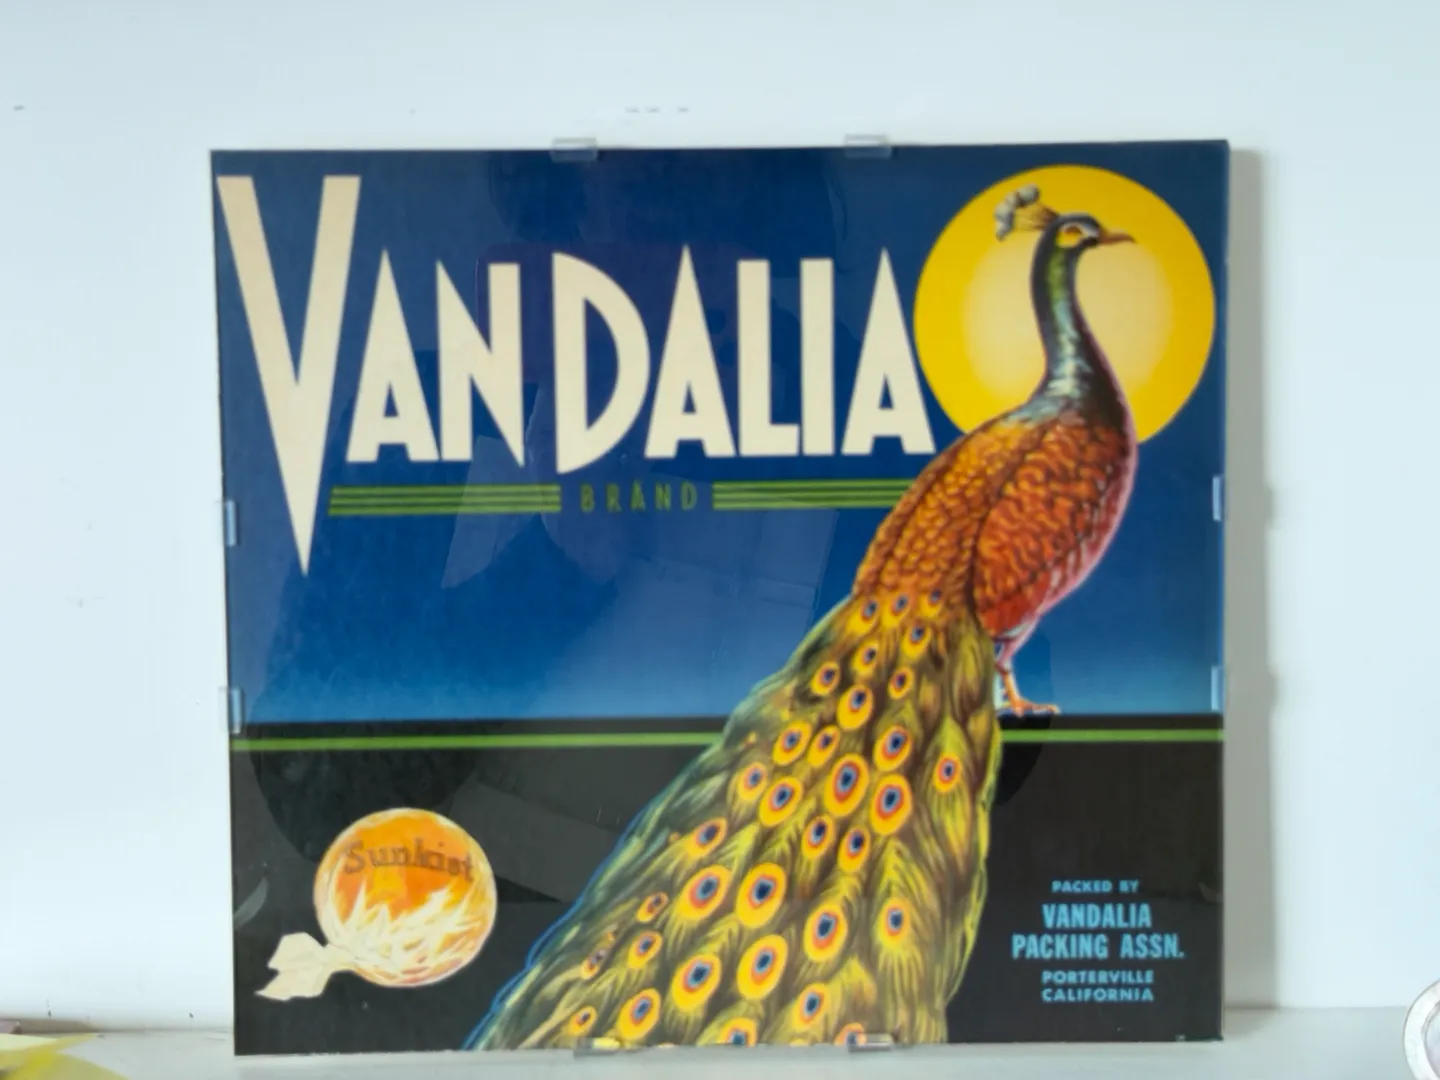 VANDALIA
BRAND
Sunkist
PACKED BY
VANDALIA
PACKING ASSN.
PORTERVILLE
CALIFORNIA